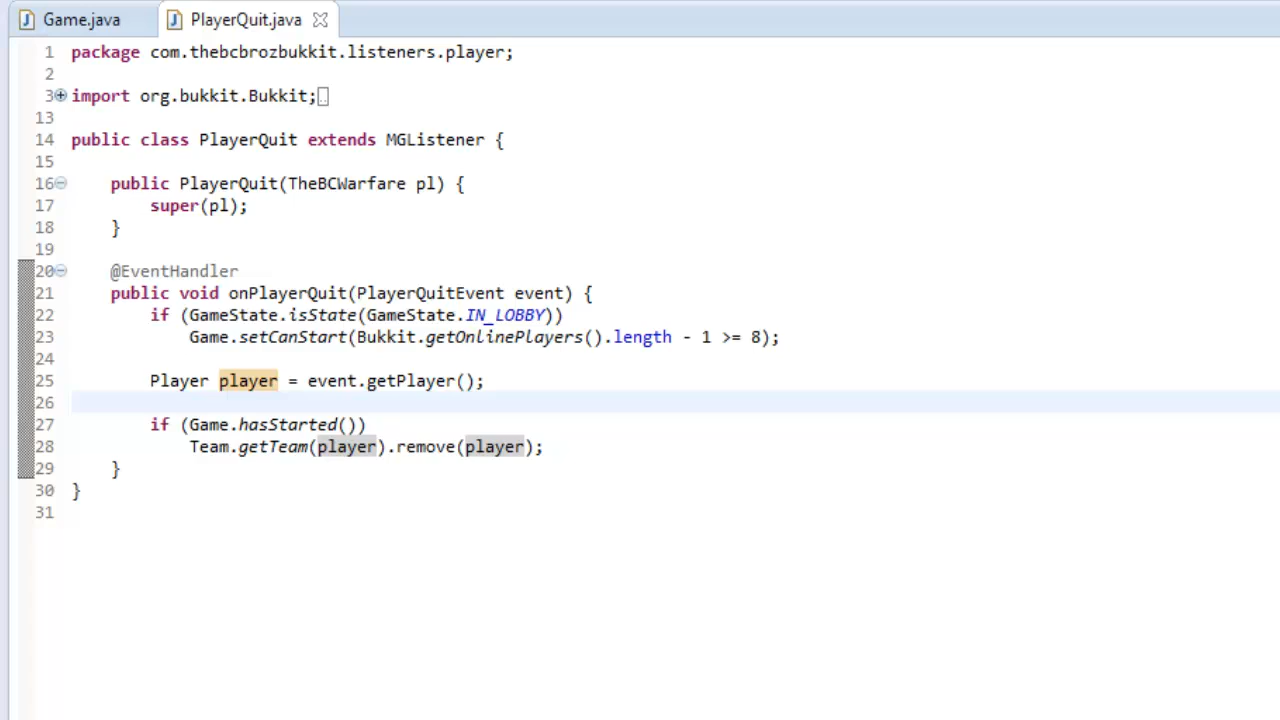 Game.java PlayerQuit.java
1 package com.thebcbrozbukkit.listeners.player;
2
3 import org.bukkit.Bukkit;
13
14 public class PlayerQuit extends MGListener {
15
16 public PlayerQuit(TheBCWarfare pl) {
17 super(pl);
18 }
19
20 @EventHandler
21 public void onPlayerQuit(PlayerQuitEvent event) {
22 if (GameState.isState(GameState.IN_LOBBY))
23 Game.setCanStart(Bukkit.getOnlinePlayers().length - 1 >= 8);
24
25 Player player = event.getPlayer();
26
27 if (Game.hasStarted())
28 Team.getTeam(player).remove(player);
29 }
30 }
31